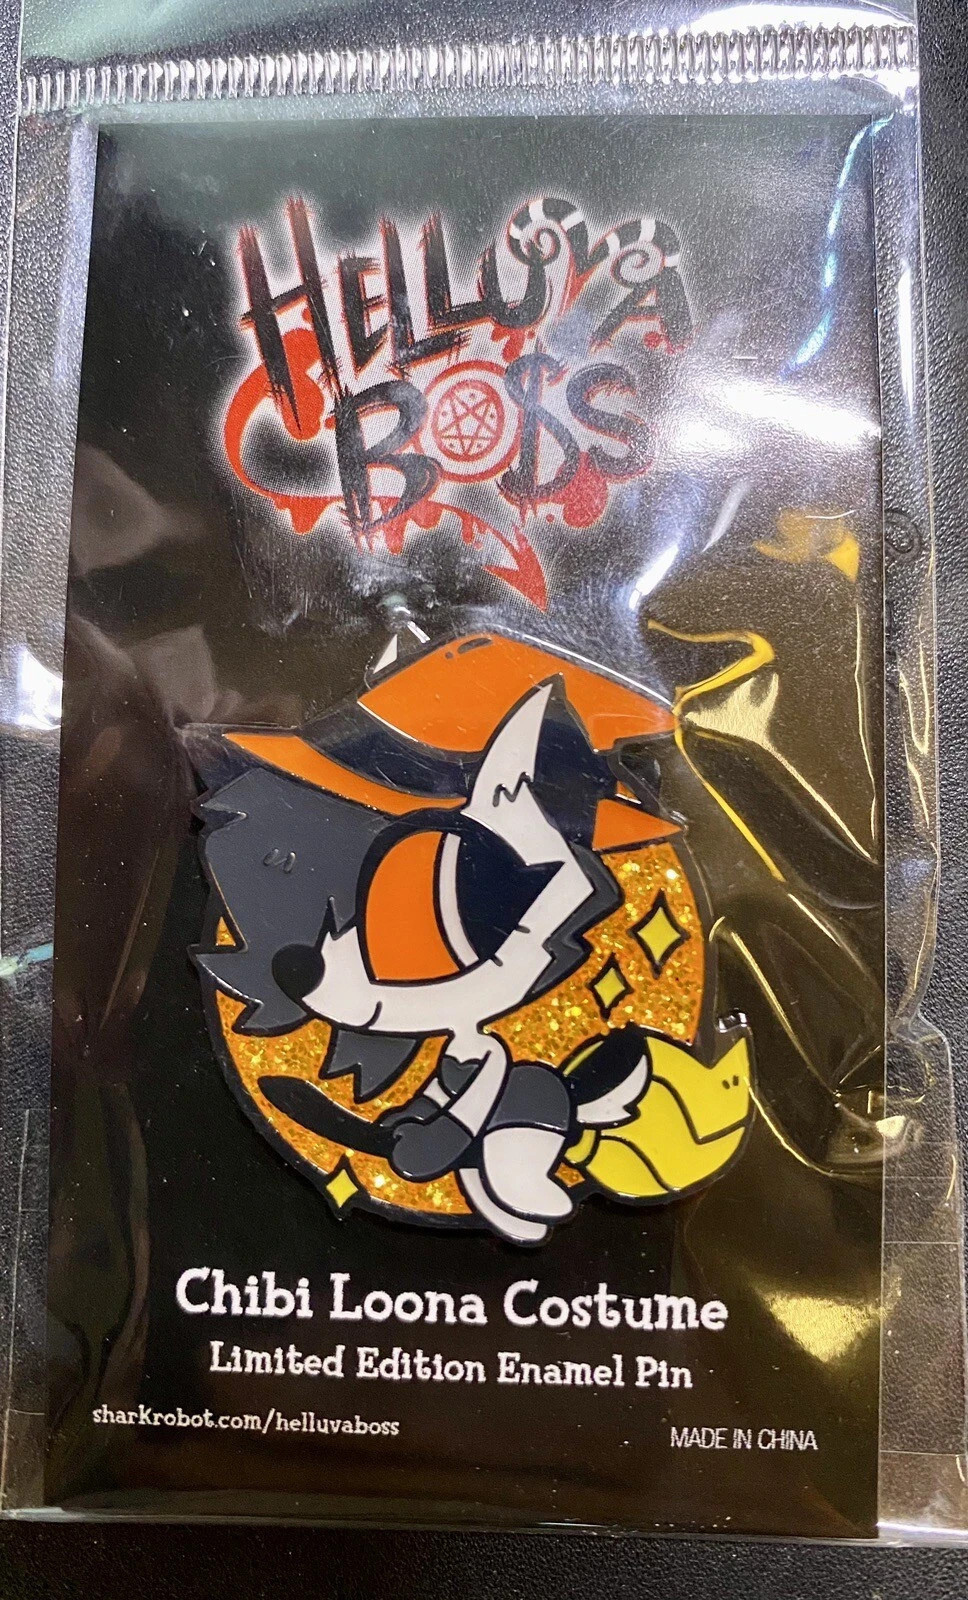 HELLUVA
BOSS
Chibi Loona Costume
Limited Edition Enamel Pin
sharkrobot.com/helluvaboss
MADE IN CHINA